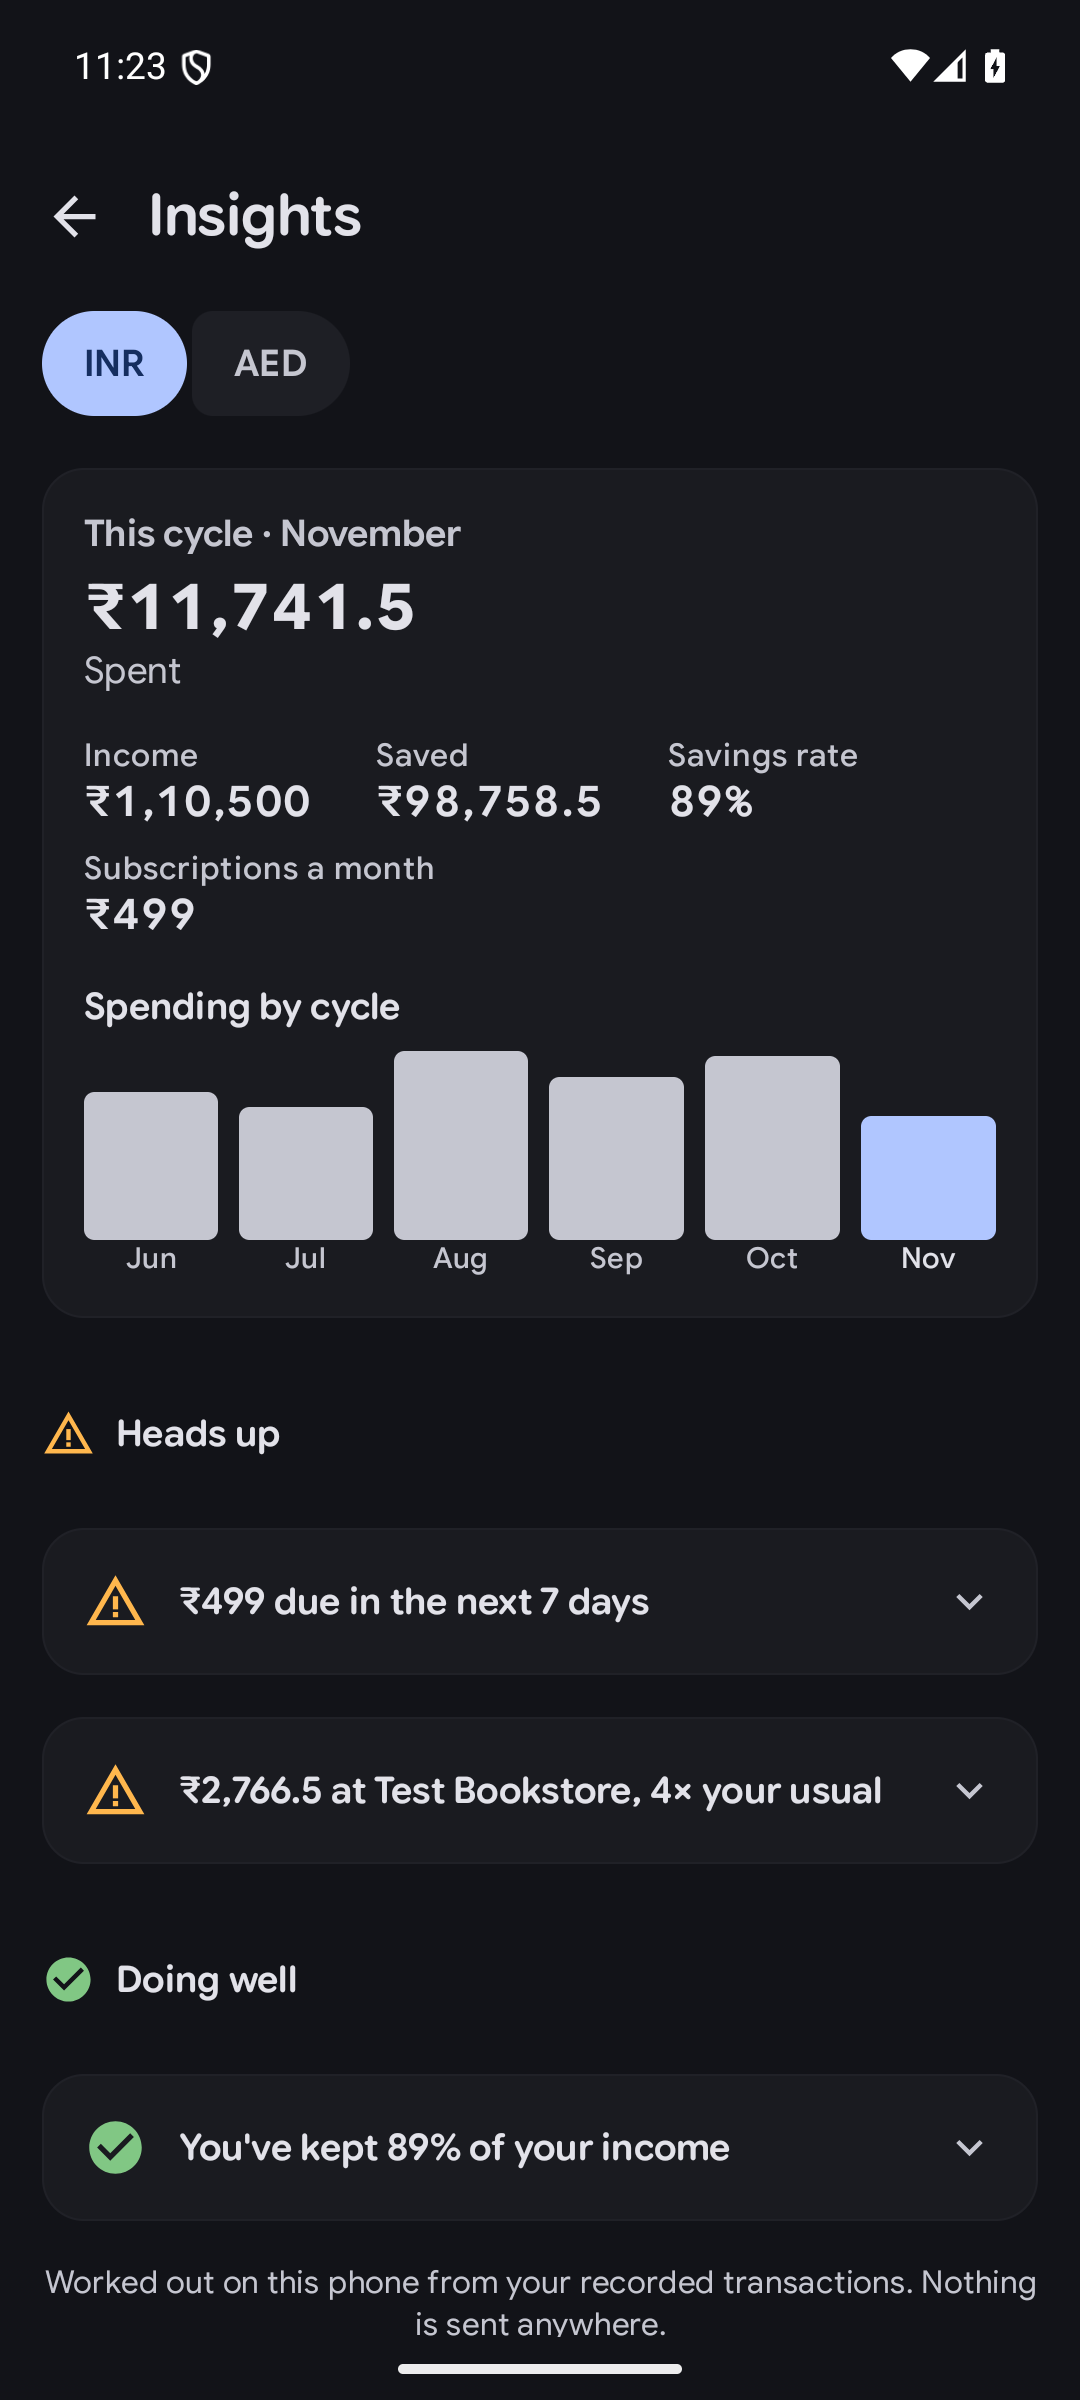 11:23
Insights
INR
AED
This cycle · November
₹11,741.5
Spent
Income
Saved
Savings rate
₹1,10,500
₹98,758.5
89%
Subscriptions a month
₹499
Spending by cycle
Jun
Jul
Aug
Sep
Oct
Nov
Heads up
₹499 due in the next 7 days
₹2,766.5 at Test Bookstore, 4× your usual
Doing well
You've kept 89% of your income
Worked out on this phone from your recorded transactions. Nothing
is sent anywhere.